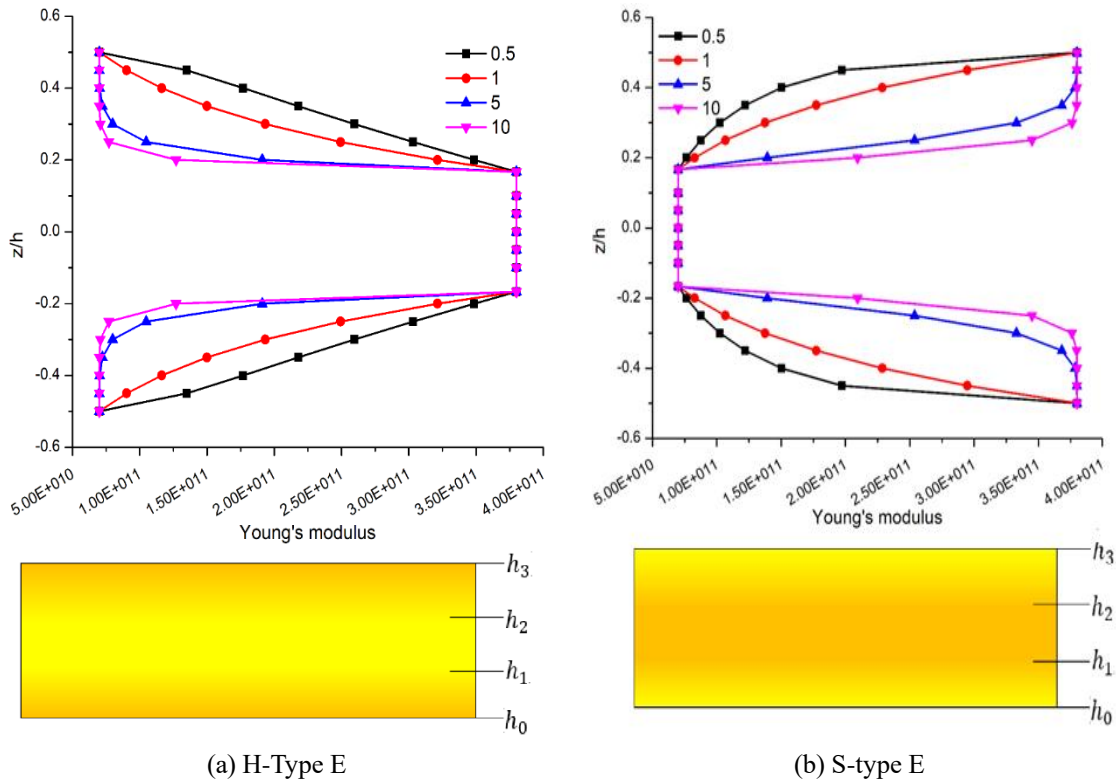 0.6
0.4
0.2
0.0
-0.2
-0.4
-0.6
z/h
0.5
1
5
10
5.00E+010
1.00E+011
1.50E+011
2.00E+011
2.50E+011
3.00E+011
3.50E+011
4.00E+011
Young's modulus
h3
h2
h1
h0
(a) H-Type E
0.6
0.4
0.2
0.0
-0.2
-0.4
-0.6
z/h
0.5
1
5
10
5.00E+010
1.00E+011
1.50E+011
2.00E+011
2.50E+011
3.00E+011
3.50E+011
4.00E+011
Young's modulus
h3
h2
h1
h0
(b) S-type E